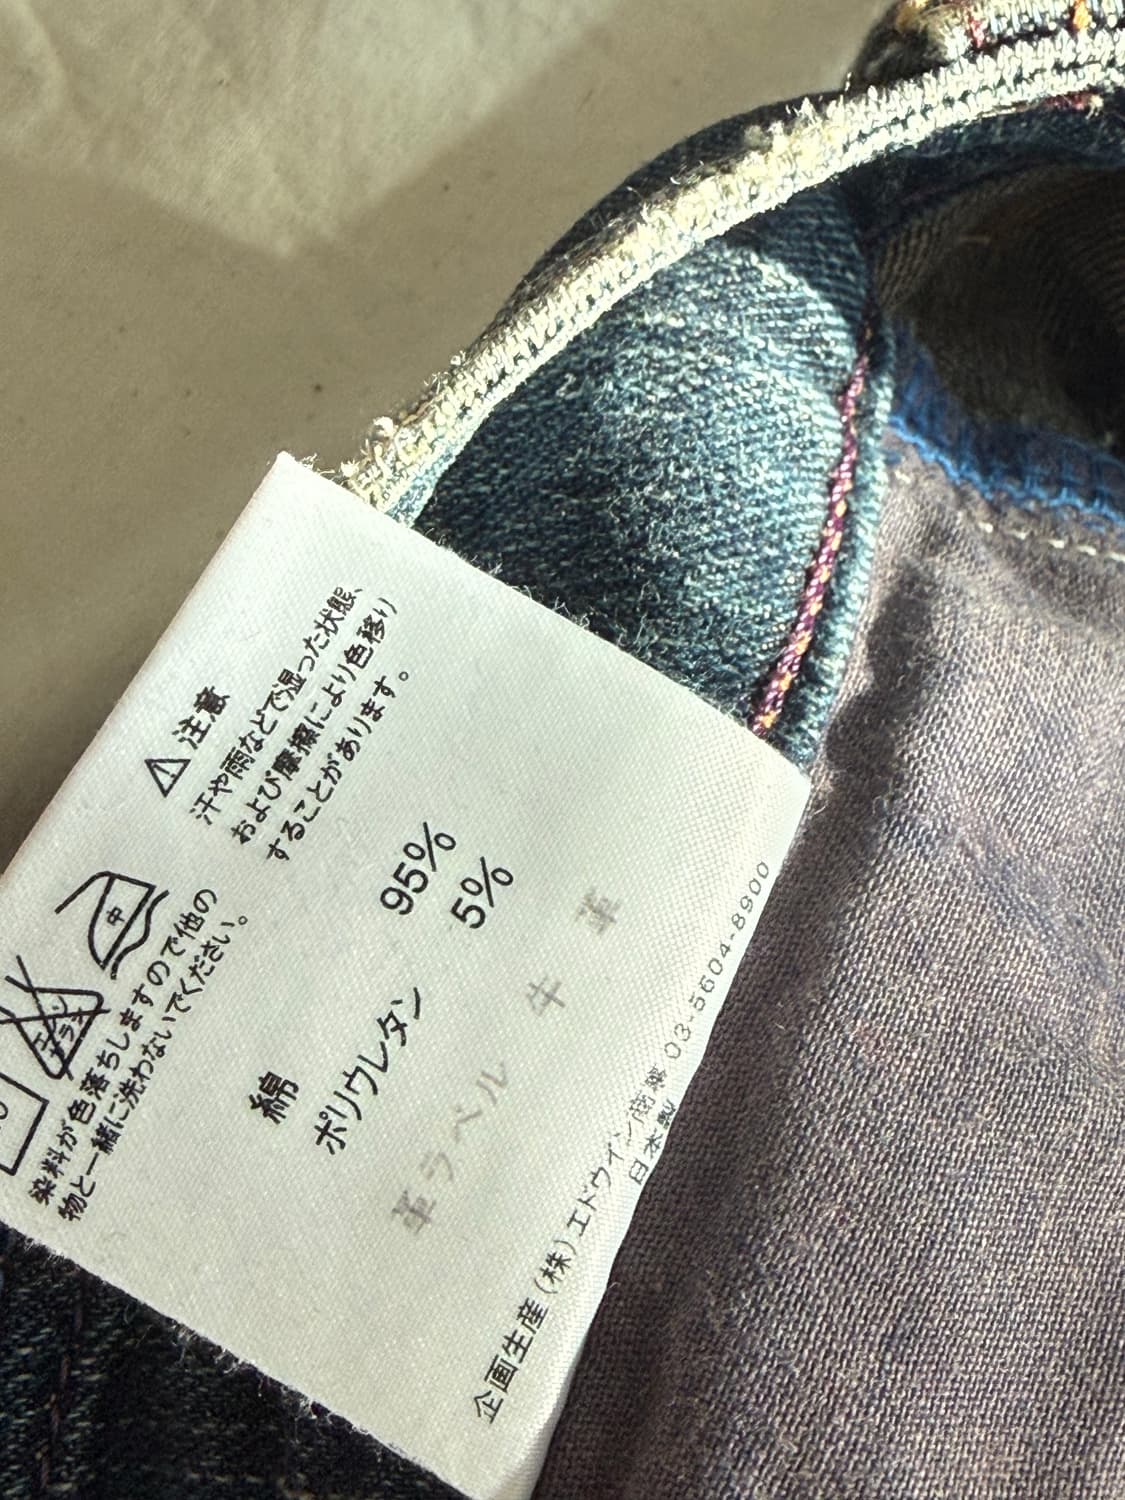 中
エンソ
サラシ
染料が色落ちしますので他の
物と一緒に洗わないでください。
⚠ 注意
汗や雨などで湿った状態、
および摩擦により色移り
することがあります。
綿 95%
ポリウレタン 5%
革ラベル 牛 革
企画生産 (株) エドウイン商事 03-5604-8900
日本製